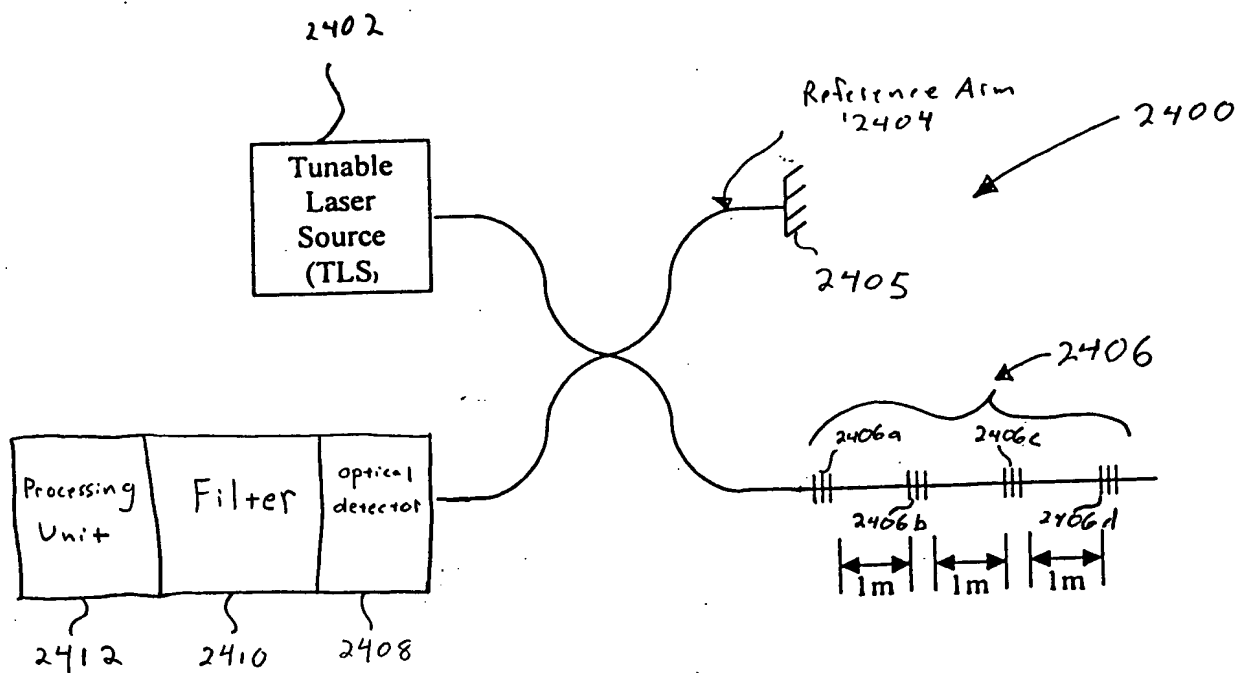 2402
Reference Arm
2404
2400
Tunable
Laser
Source
(TLS)
2405
2406
2406a
2406c
Processing
Unit
Filter
optical
detector
2406b
2406d
1m
1m
1m
2412
2410
2408